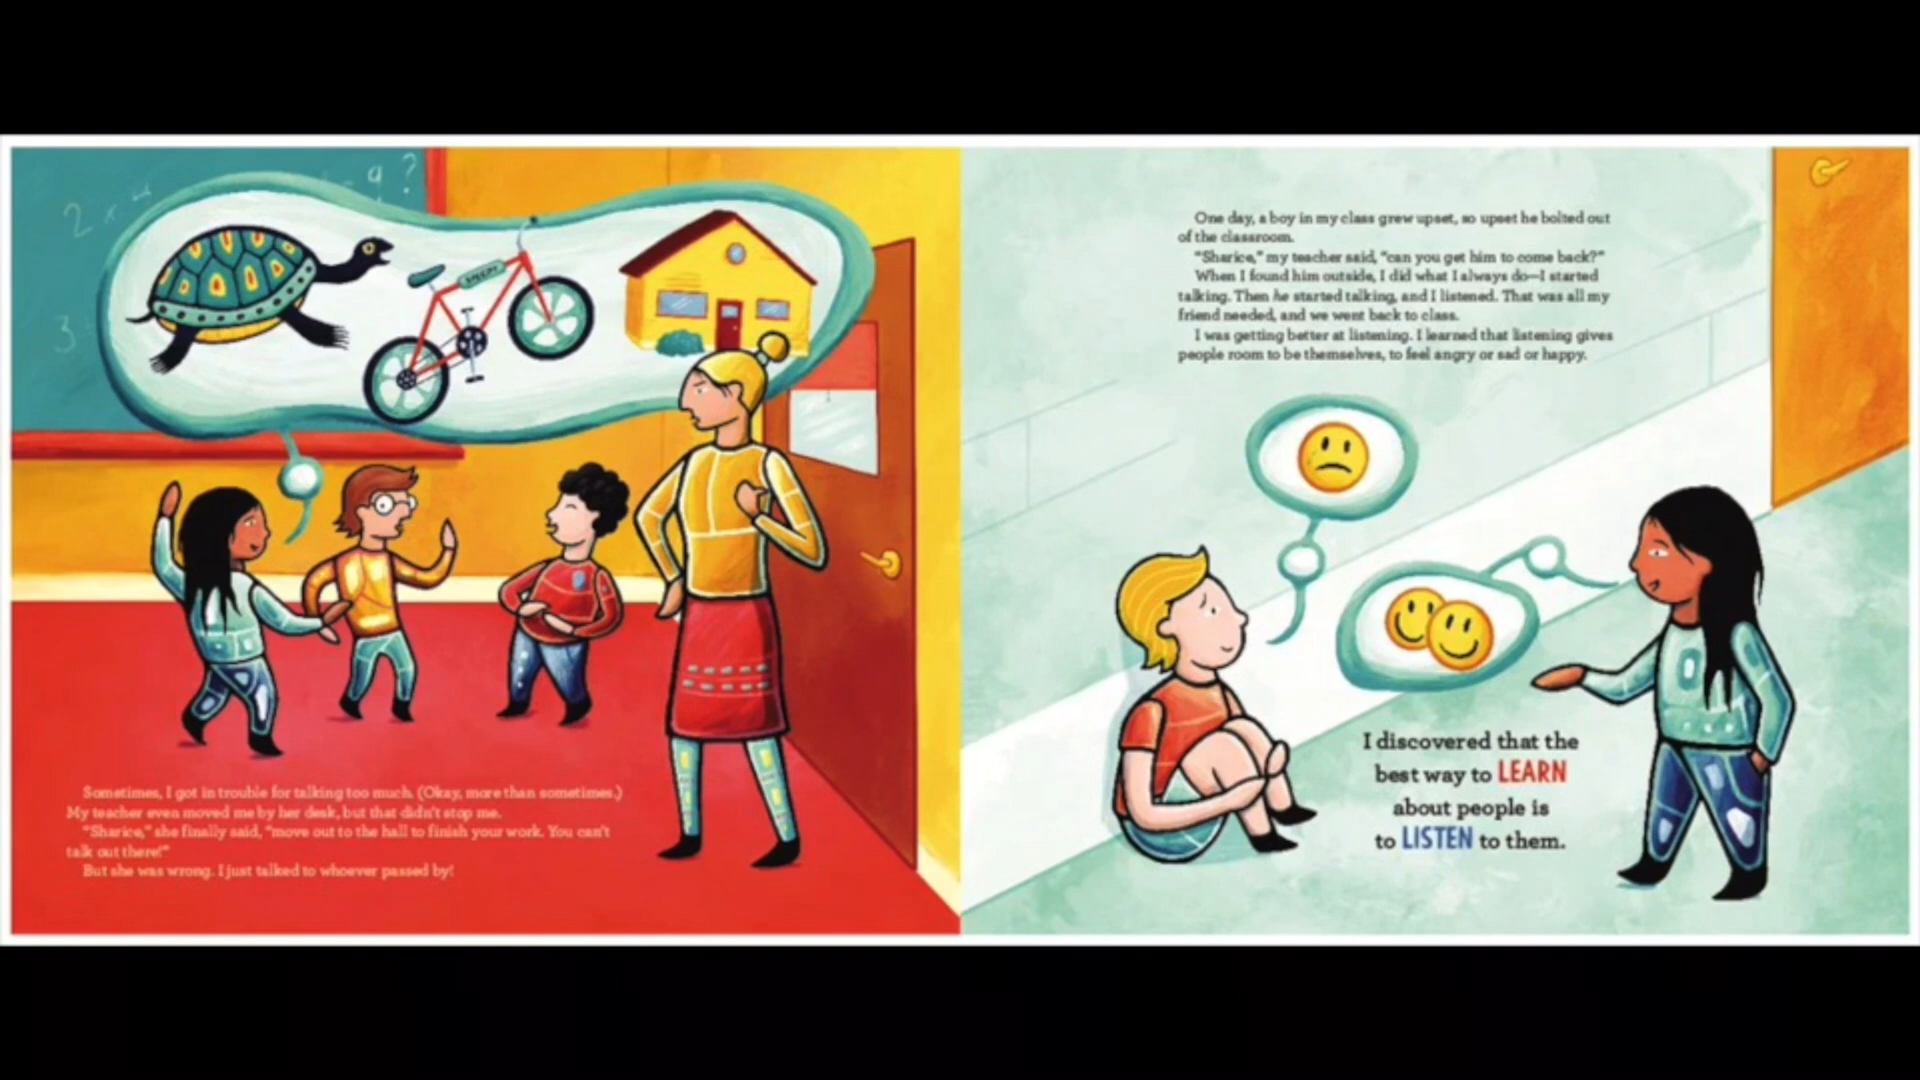 2 x
9 ?
3
SPEEDY
Sometimes, I got in trouble for talking too much. (Okay, more than sometimes.)
My teacher even moved me by her desk, but that didn't stop me.
"Sharice," she finally said, "move out to the hall to finish your work. You can't
talk out there!"
But she was wrong. I just talked to whoever passed by!
One day, a boy in my class grew upset, so upset he bolted out
of the classroom.
"Sharice," my teacher said, "can you get him to come back?"
When I found him outside, I did what I always do—I started
talking. Then he started talking, and I listened. That was all my
friend needed, and we went back to class.
I was getting better at listening. I learned that listening gives
people room to be themselves, to feel angry or sad or happy.
I discovered that the
best way to LEARN
about people is
to LISTEN to them.